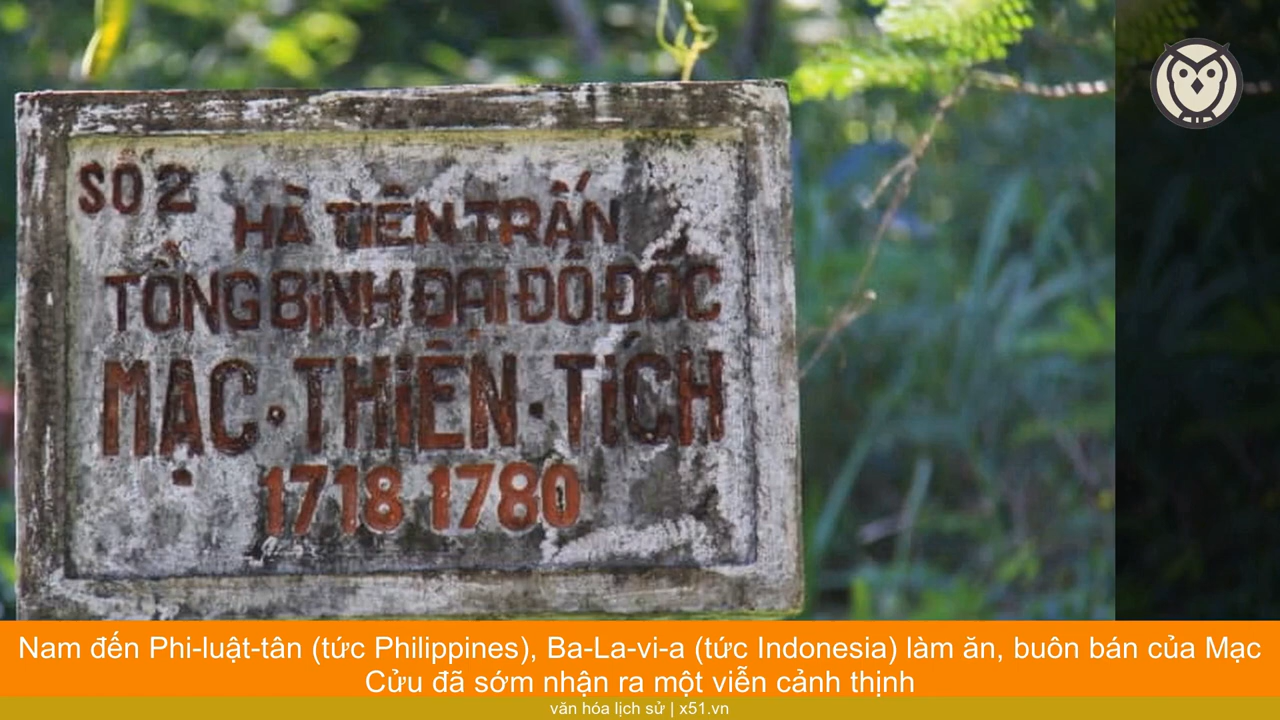 SỐ 2
HÀ TIÊN TRẤN
TỔNG BiNH ĐẠI ĐÔ ĐỐC
MẠC·THiÊN·TíCH
1718 1780
Nam đến Phi-luật-tân (tức Philippines), Ba-La-vi-a (tức Indonesia) làm ăn, buôn bán của Mạc
Cửu đã sớm nhận ra một viễn cảnh thịnh
văn hóa lịch sử | x51.vn